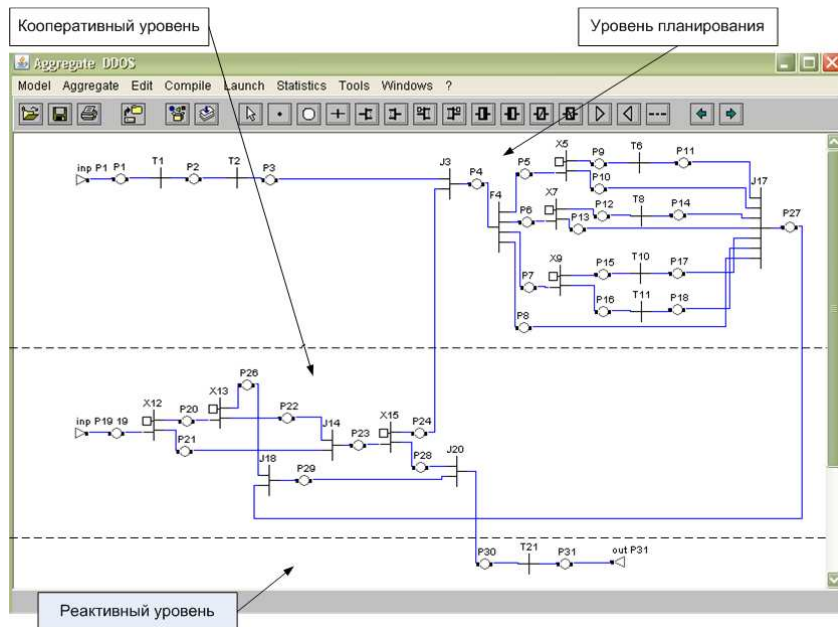 Кооперативный уровень
Уровень планирования
Aggregate DDOS
Model Aggregate Edit Compile Launch Statistics Tools Windows ?
inp P1 P1 T1 P2 T2 P3
J3
P4
F4
P5
X5
P9
T6
P11
P10
J17
P6
X7
P12
T8
P14
P13
P27
P7
X9
P15
T10
P17
P16
T11
P18
P8
inp P19 19
X12
P20
P21
X13
P26
P22
J14
P23
X15
P24
P28
J18
P29
J20
P30
T21
P31
out P31
Реактивный уровень